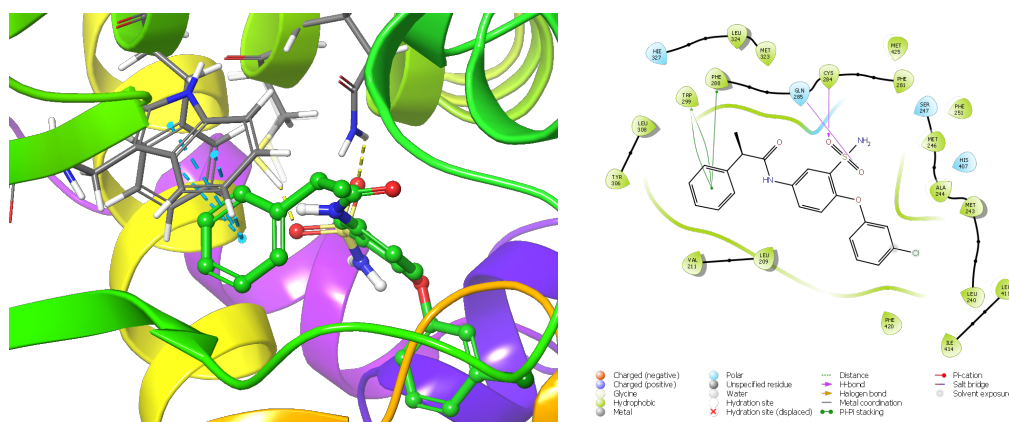 LEU
324
MET
323
HIE
327
MET
425
PHE
288
CYS
284
GLN
285
PHE
281
TRP
299
SER
247
PHE
251
LEU
308
MET
246
HIS
407
TYR
306
ALA
244
MET
243
VAL
211
LEU
209
LEU
240
PHE
420
ILE
414
O
NH
O
S
O
NH₂
O
Cl
Charged (negative)
Charged (positive)
Glycine
Hydrophobic
Metal
Polar
Unspecified residue
Water
Hydration site
Hydration site (displaced)
Distance
H-bond
Halogen bond
Metal coordination
Pi-Pi stacking
Pi-cation
Salt bridge